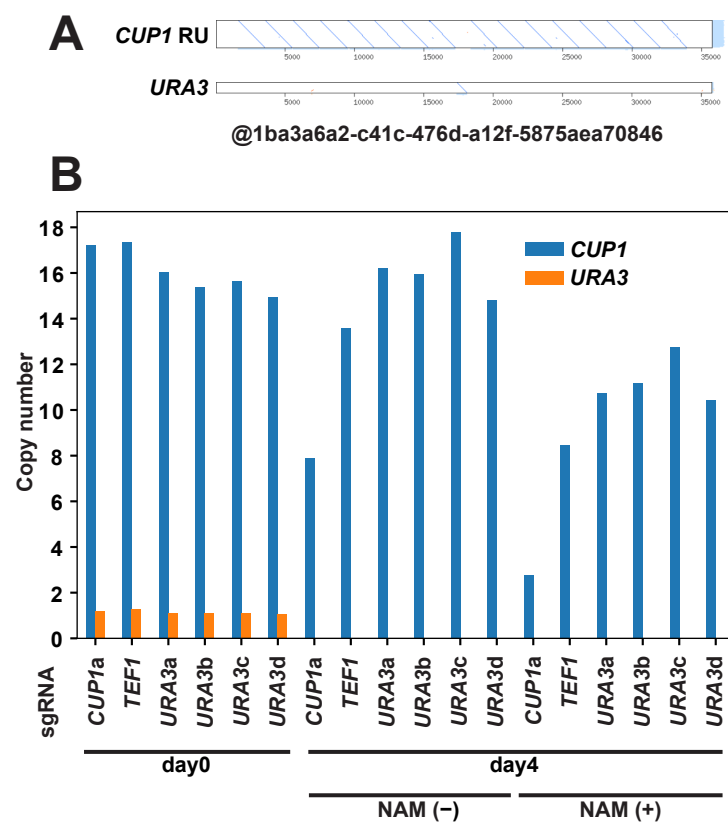 A
CUP1 RU
5000 10000 15000 20000 25000 30000 35000
URA3
5000 10000 15000 20000 25000 30000 35000
@1ba3a6a2-c41c-476d-a12f-5875aea70846
B
18
16
14
12
10
8
6
4
2
0
Copy number
CUP1
URA3
sgRNA
CUP1a TEF1 URA3a URA3b URA3c URA3d CUP1a TEF1 URA3a URA3b URA3c URA3d CUP1a TEF1 URA3a URA3b URA3c URA3d
day0 day4
NAM (−) NAM (+)